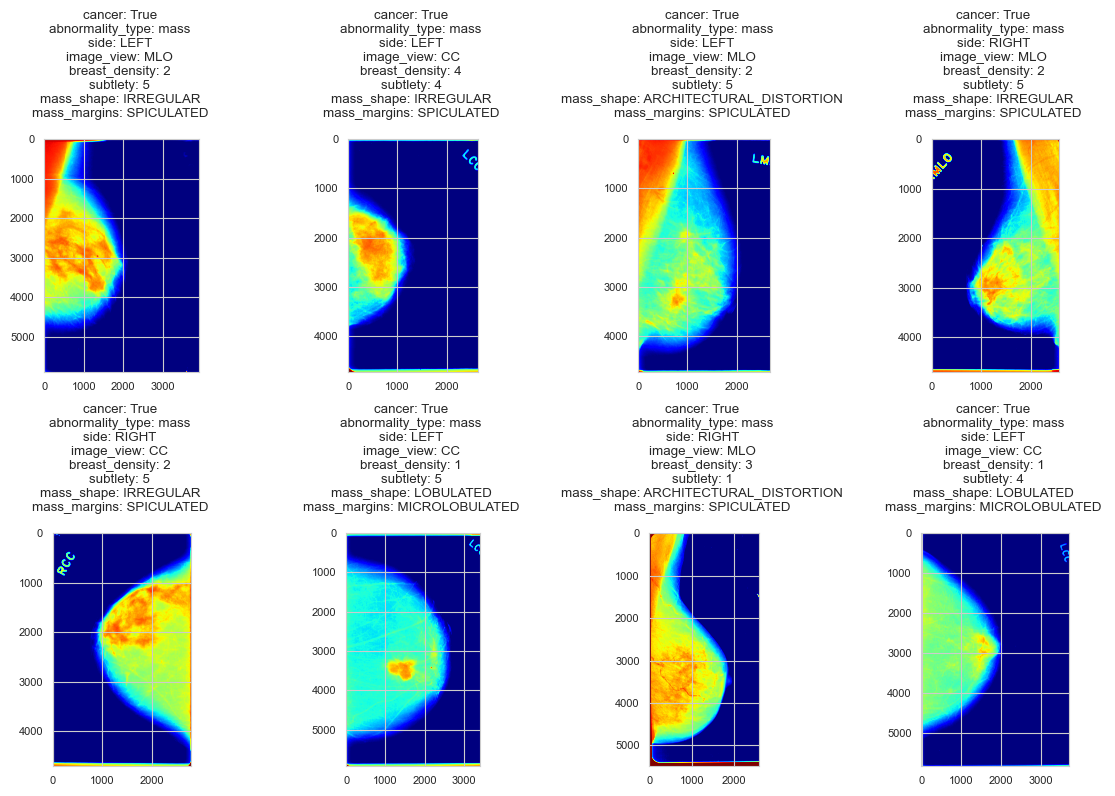 cancer: True
abnormality_type: mass
side: LEFT
image_view: MLO
breast_density: 2
subtlety: 5
mass_shape: IRREGULAR
mass_margins: SPICULATED
0
1000
2000
3000
4000
5000
0 1000 2000 3000
cancer: True
abnormality_type: mass
side: LEFT
image_view: CC
breast_density: 4
subtlety: 4
mass_shape: IRREGULAR
mass_margins: SPICULATED
0
1000
2000
3000
4000
0 1000 2000
cancer: True
abnormality_type: mass
side: LEFT
image_view: MLO
breast_density: 2
subtlety: 5
mass_shape: ARCHITECTURAL_DISTORTION
mass_margins: SPICULATED
LM
0
1000
2000
3000
4000
0 1000 2000
cancer: True
abnormality_type: mass
side: RIGHT
image_view: MLO
breast_density: 2
subtlety: 5
mass_shape: IRREGULAR
mass_margins: SPICULATED
MLO
0
1000
2000
3000
4000
0 1000 2000
cancer: True
abnormality_type: mass
side: RIGHT
image_view: CC
breast_density: 2
subtlety: 5
mass_shape: IRREGULAR
mass_margins: SPICULATED
RCC
0
1000
2000
3000
4000
0 1000 2000
cancer: True
abnormality_type: mass
side: LEFT
image_view: CC
breast_density: 1
subtlety: 5
mass_shape: LOBULATED
mass_margins: MICROLOBULATED
0
1000
2000
3000
4000
5000
0 1000 2000 3000
cancer: True
abnormality_type: mass
side: RIGHT
image_view: MLO
breast_density: 3
subtlety: 1
mass_shape: ARCHITECTURAL_DISTORTION
mass_margins: SPICULATED
0
1000
2000
3000
4000
5000
0 1000 2000
cancer: True
abnormality_type: mass
side: LEFT
image_view: CC
breast_density: 1
subtlety: 4
mass_shape: LOBULATED
mass_margins: MICROLOBULATED
0
1000
2000
3000
4000
5000
0 1000 2000 3000